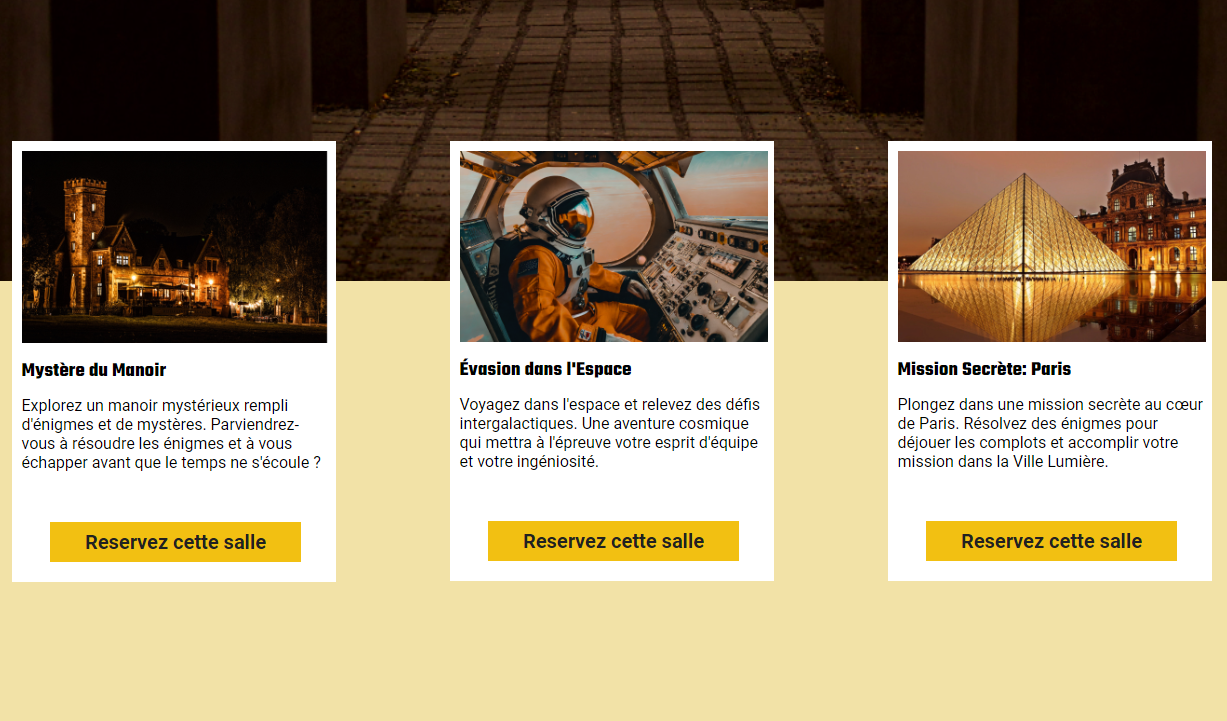 Mystère du Manoir
Explorez un manoir mystérieux rempli
d'énigmes et de mystères. Parviendrez-
vous à résoudre les énigmes et à vous
échapper avant que le temps ne s'écoule ?
Reservez cette salle
Évasion dans l'Espace
Voyagez dans l'espace et relevez des défis
intergalactiques. Une aventure cosmique
qui mettra à l'épreuve votre esprit d'équipe
et votre ingéniosité.
Reservez cette salle
Mission Secrète: Paris
Plongez dans une mission secrète au cœur
de Paris. Résolvez des énigmes pour
déjouer les complots et accomplir votre
mission dans la Ville Lumière.
Reservez cette salle